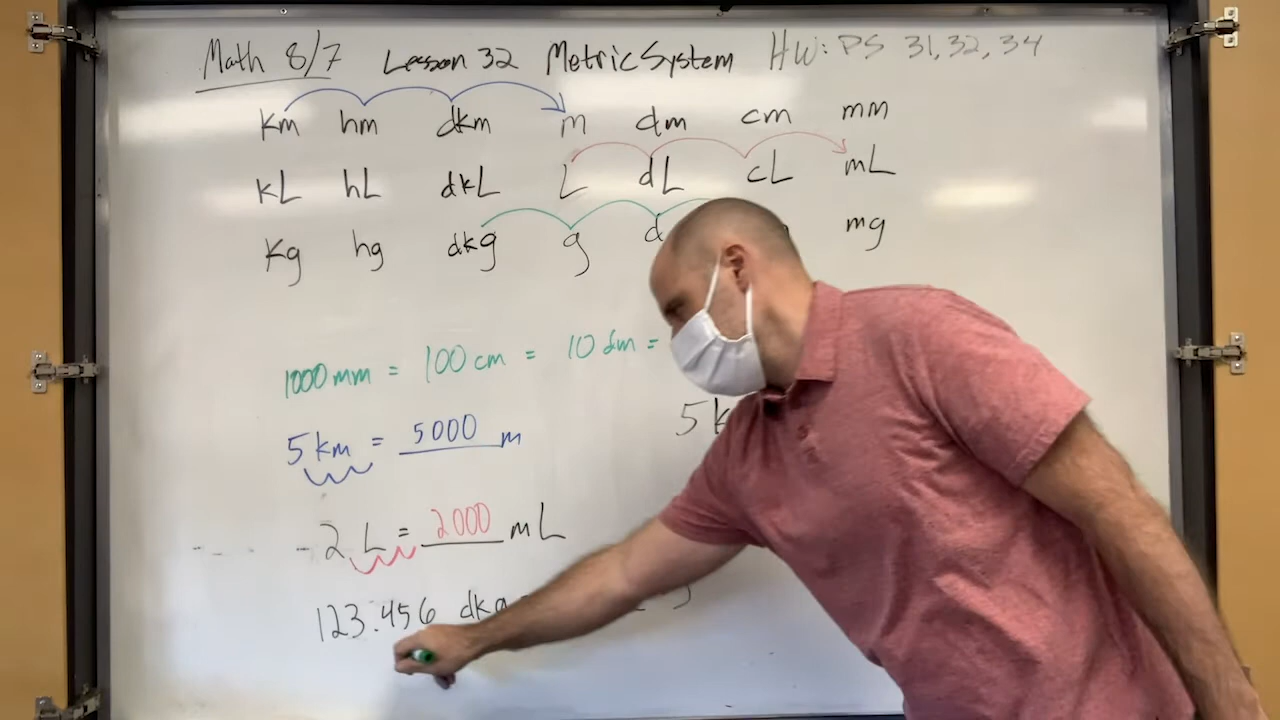 Math 8/7 Lesson 32 Metric System HW: PS 31, 32, 34
km hm dkm m dm cm mm
kL hL dkL L dL cL mL
kg hg dkg g d mg
1000 mm = 100 cm = 10 dm =
5 km = 5000 m 5 k
2 L = 2000 mL
123.456 dkg g